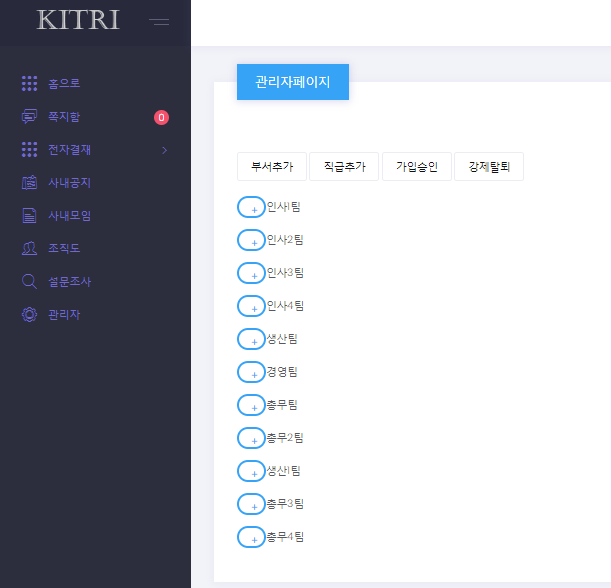 KITRI
홈으로
쪽지함 0
전자결재
사내공지
사내모임
조직도
설문조사
관리자
관리자페이지
부서추가 직급추가 가입승인 강제탈퇴
+ 인사1팀
+ 인사2팀
+ 인사3팀
+ 인사4팀
+ 생산팀
+ 경영팀
+ 총무팀
+ 총무2팀
+ 생산1팀
+ 총무3팀
+ 총무4팀